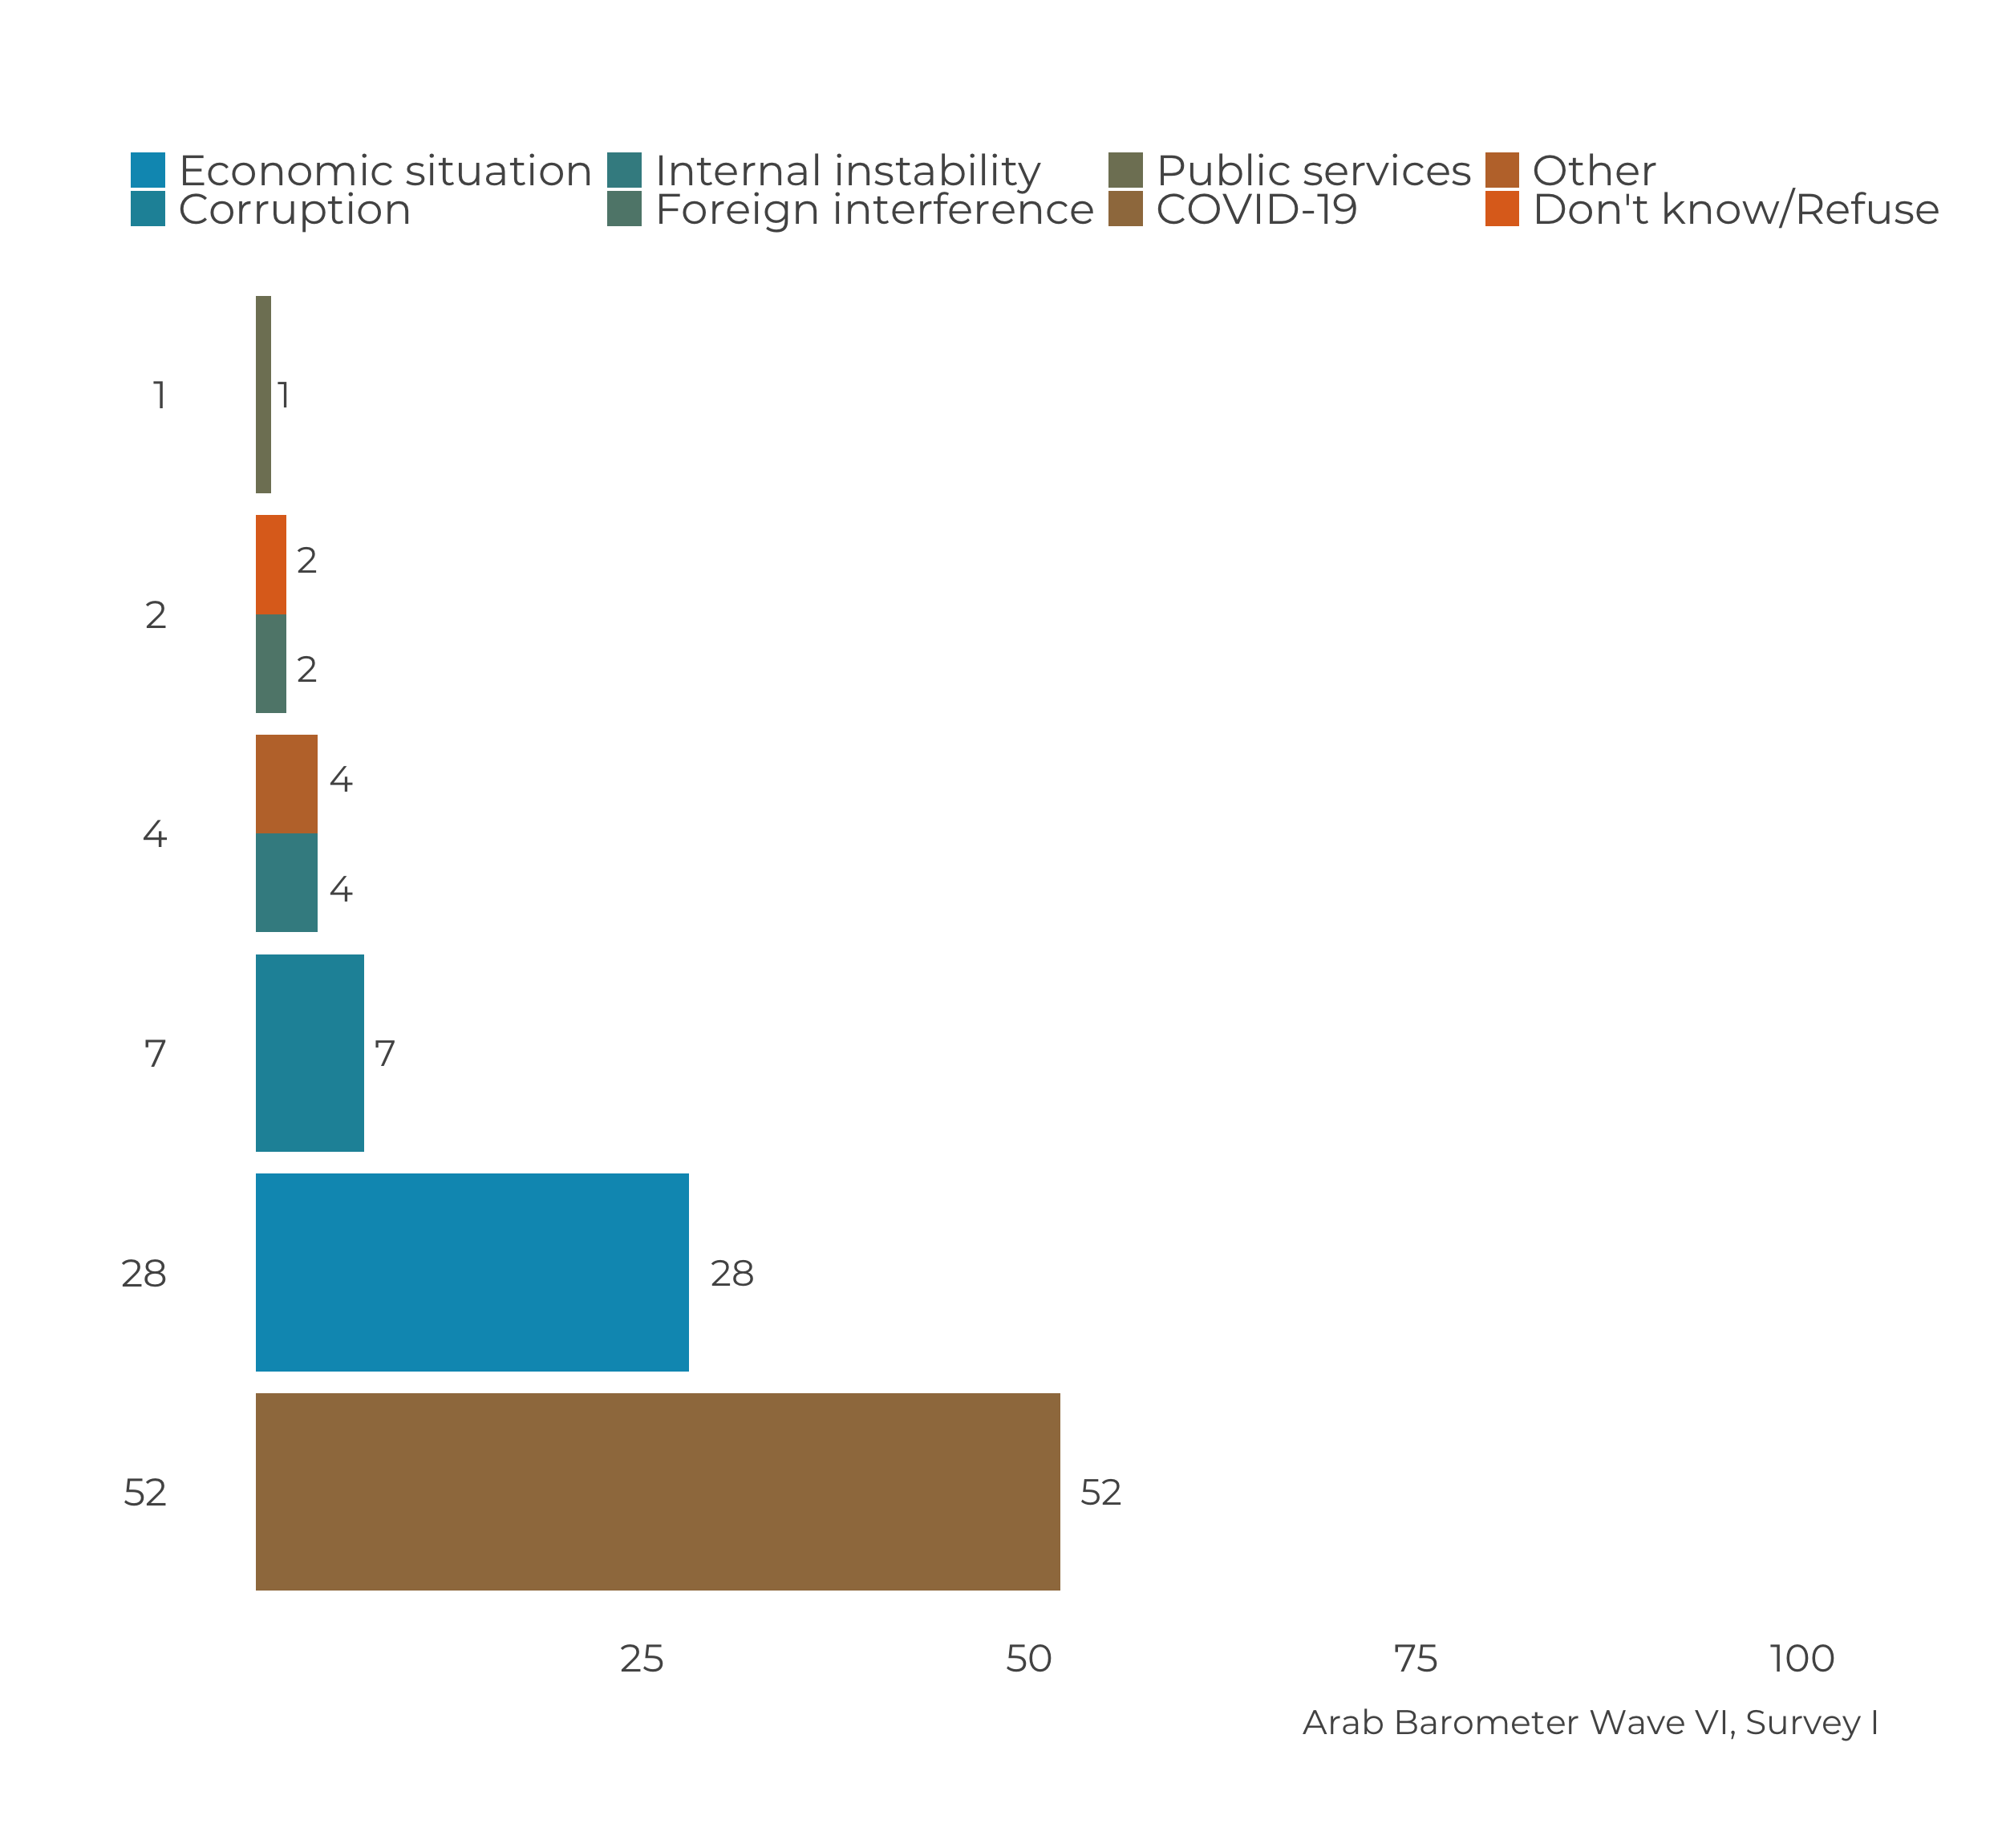 Economic situation Internal instability Public services Other
Corruption Foreign interference COVID-19 Don't know/Refuse
1 1
2
2
2
4
4
4
7 7
28 28
52 52
25 50 75 100
Arab Barometer Wave VI, Survey I